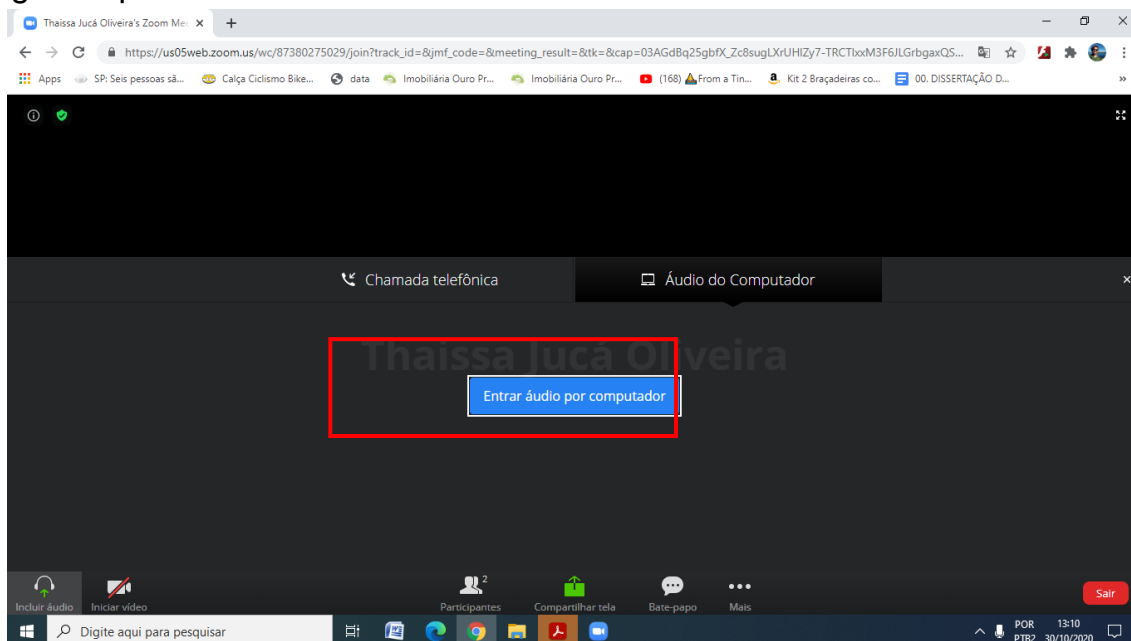 Thaissa Jucá Oliveira's Zoom Mee
https://us05web.zoom.us/wc/87380275029/join?track_id=&jmf_code=&meeting_result=&tk=&cap=03AGdBq25gbfX_Zc8sugLXrUHIZy7-TRCTlxxM3F6JLGrbgaxQS...
Apps SP: Seis pessoas sã... Calça Ciclismo Bike... data Imobiliária Ouro Pr... Imobiliária Ouro Pr... (168) From a Tin... Kit 2 Braçadeiras co... 00. DISSERTAÇÃO D... »
Chamada telefônica Áudio do Computador
Thaissa Jucá Oliveira
Entrar áudio por computador
2
Incluir áudio Iniciar vídeo Participantes Compartilhar tela Bate-papo Mais Sair
Digite aqui para pesquisar
POR 13:10
PTB2 30/10/2020